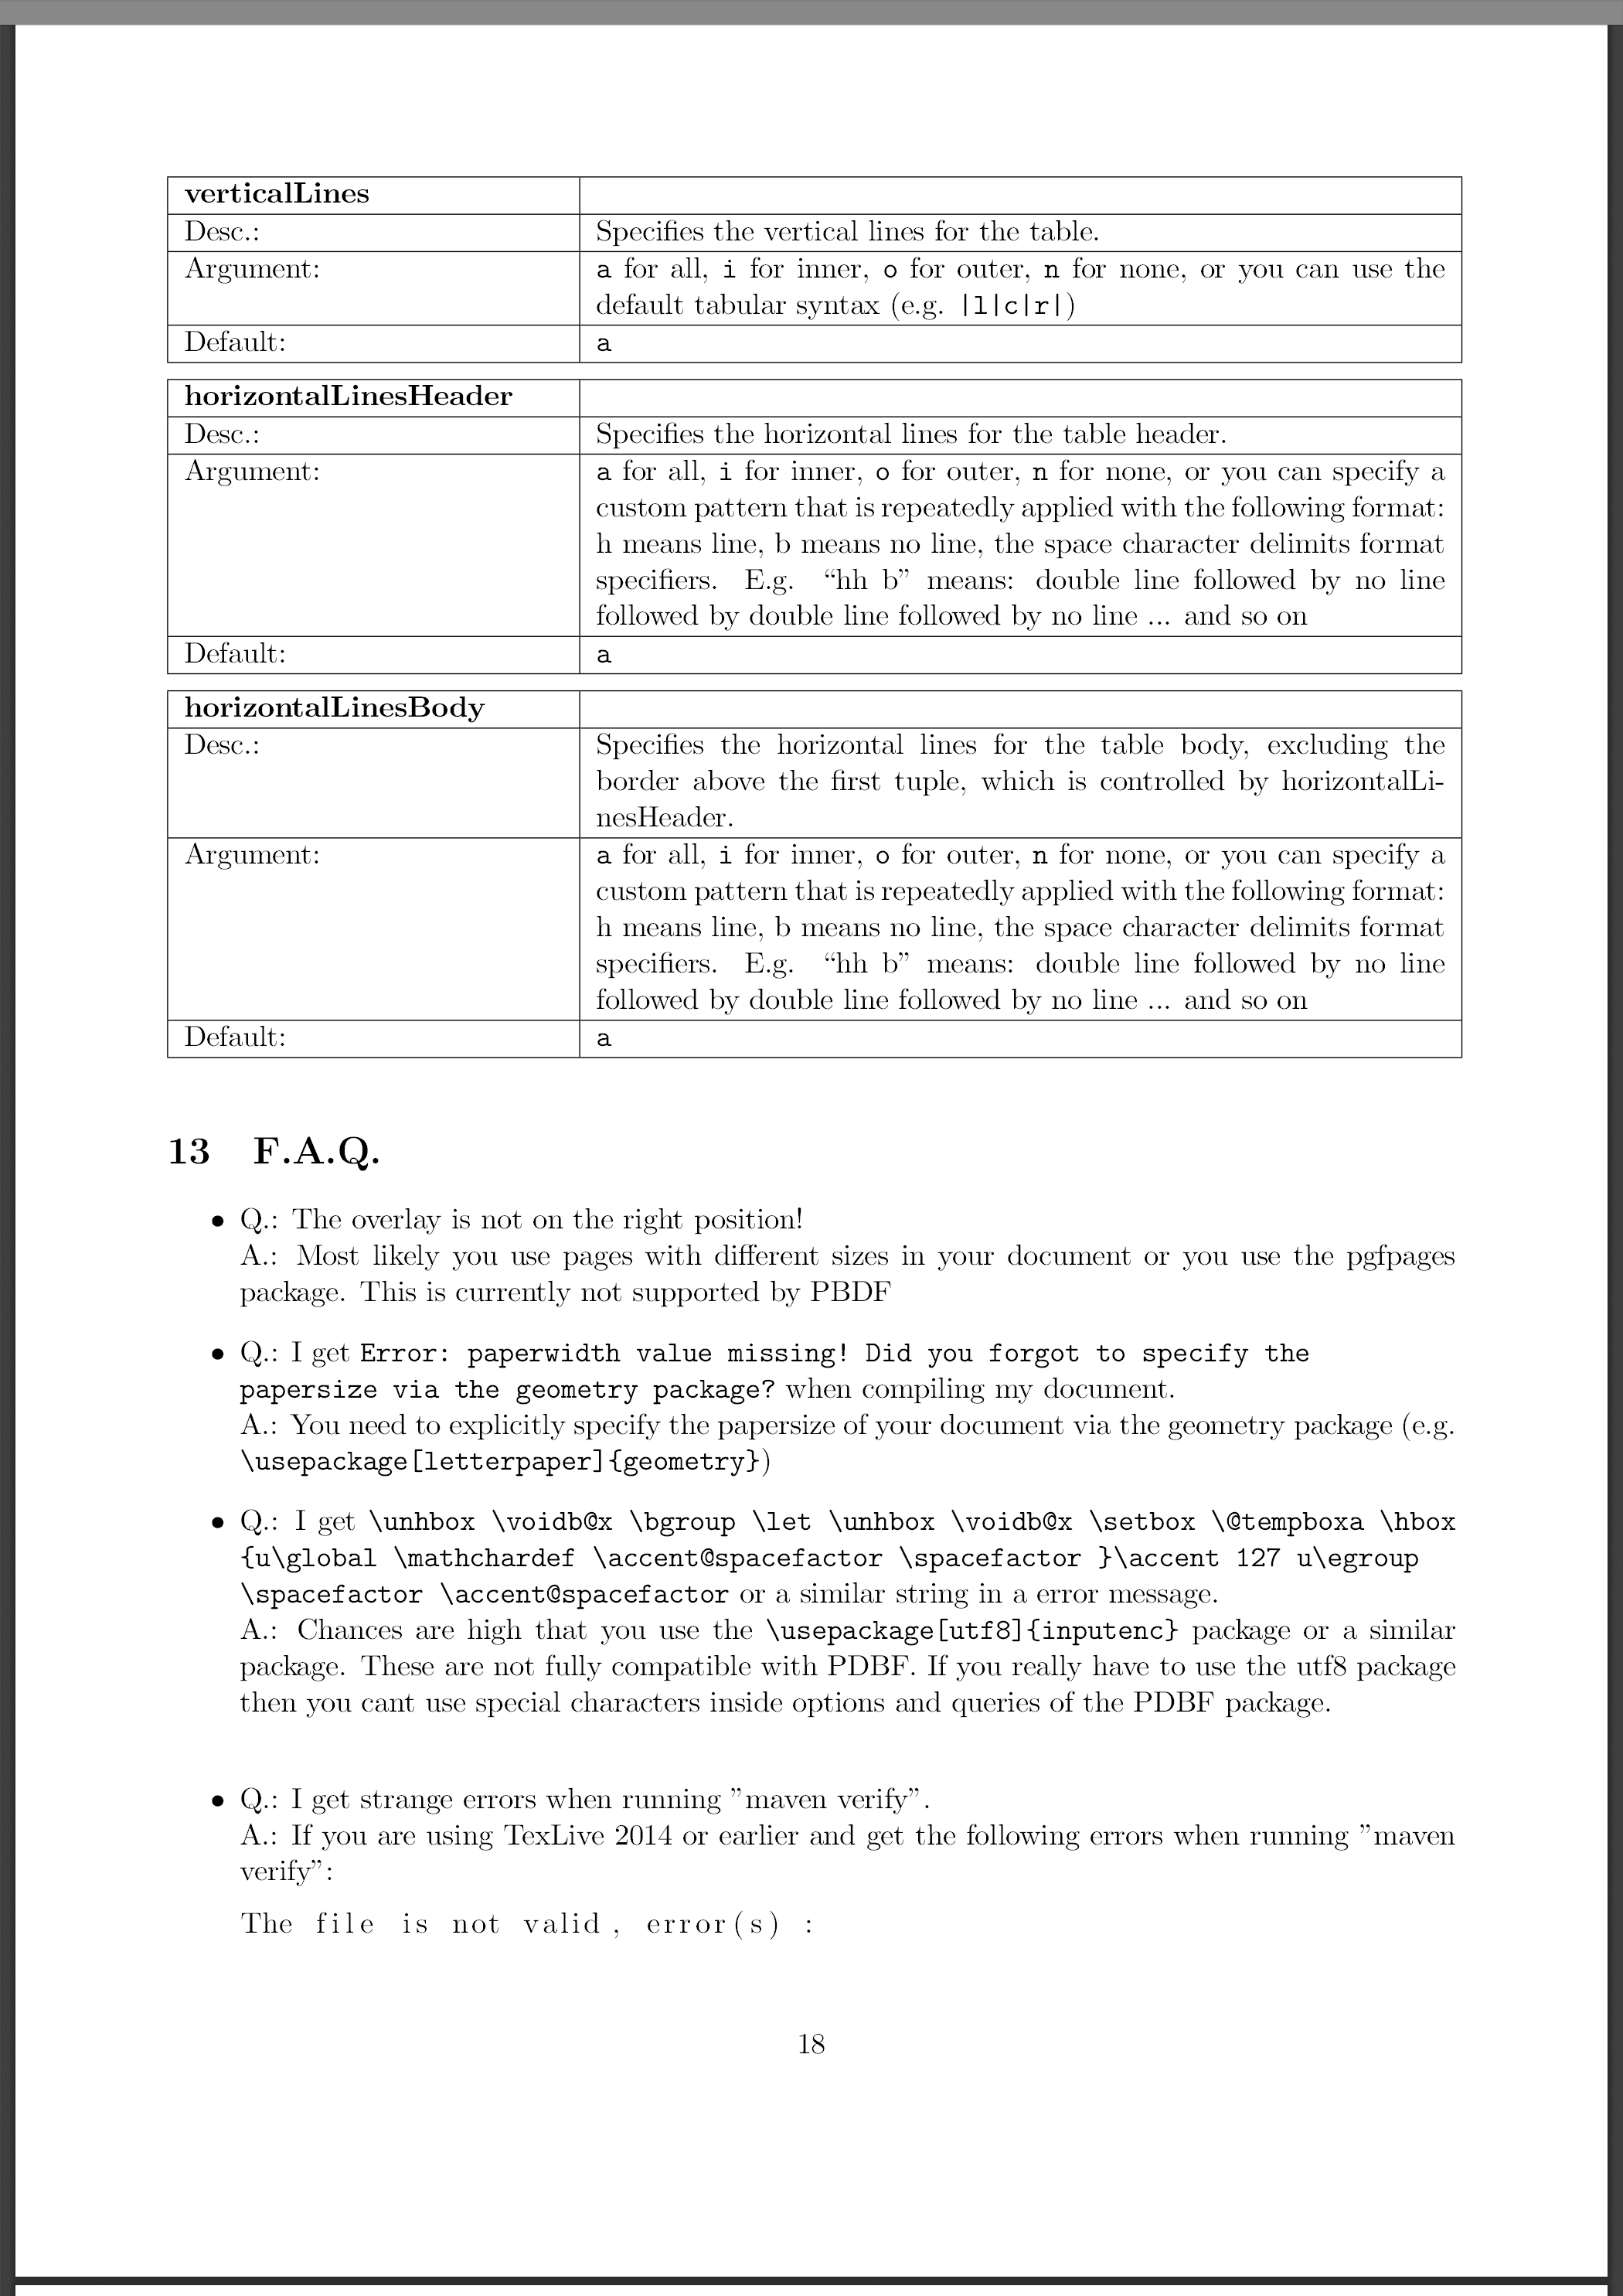 verticalLines
Desc.: Specifies the vertical lines for the table.
Argument: a for all, i for inner, o for outer, n for none, or you can use the
default tabular syntax (e.g. |l|c|r|)
Default: a
horizontalLinesHeader
Desc.: Specifies the horizontal lines for the table header.
Argument: a for all, i for inner, o for outer, n for none, or you can specify a
custom pattern that is repeatedly applied with the following format:
h means line, b means no line, the space character delimits format
specifiers. E.g. “hh b” means: double line followed by no line
followed by double line followed by no line ... and so on
Default: a
horizontalLinesBody
Desc.: Specifies the horizontal lines for the table body, excluding the
border above the first tuple, which is controlled by horizontalLi-
nesHeader.
Argument: a for all, i for inner, o for outer, n for none, or you can specify a
custom pattern that is repeatedly applied with the following format:
h means line, b means no line, the space character delimits format
specifiers. E.g. “hh b” means: double line followed by no line
followed by double line followed by no line ... and so on
Default: a
13 F.A.Q.
• Q.: The overlay is not on the right position!
A.: Most likely you use pages with different sizes in your document or you use the pgfpages
package. This is currently not supported by PBDF
• Q.: I get Error: paperwidth value missing! Did you forgot to specify the
papersize via the geometry package? when compiling my document.
A.: You need to explicitly specify the papersize of your document via the geometry package (e.g.
\usepackage[letterpaper]{geometry})
• Q.: I get \unhbox \voidb@x \bgroup \let \unhbox \voidb@x \setbox \@tempboxa \hbox
{u\global \mathchardef \accent@spacefactor \spacefactor }\accent 127 u\egroup
\spacefactor \accent@spacefactor or a similar string in a error message.
A.: Chances are high that you use the \usepackage[utf8]{inputenc} package or a similar
package. These are not fully compatible with PDBF. If you really have to use the utf8 package
then you cant use special characters inside options and queries of the PDBF package.
• Q.: I get strange errors when running ”maven verify”.
A.: If you are using TexLive 2014 or earlier and get the following errors when running ”maven
verify”:
The file is not valid , error(s) :
18